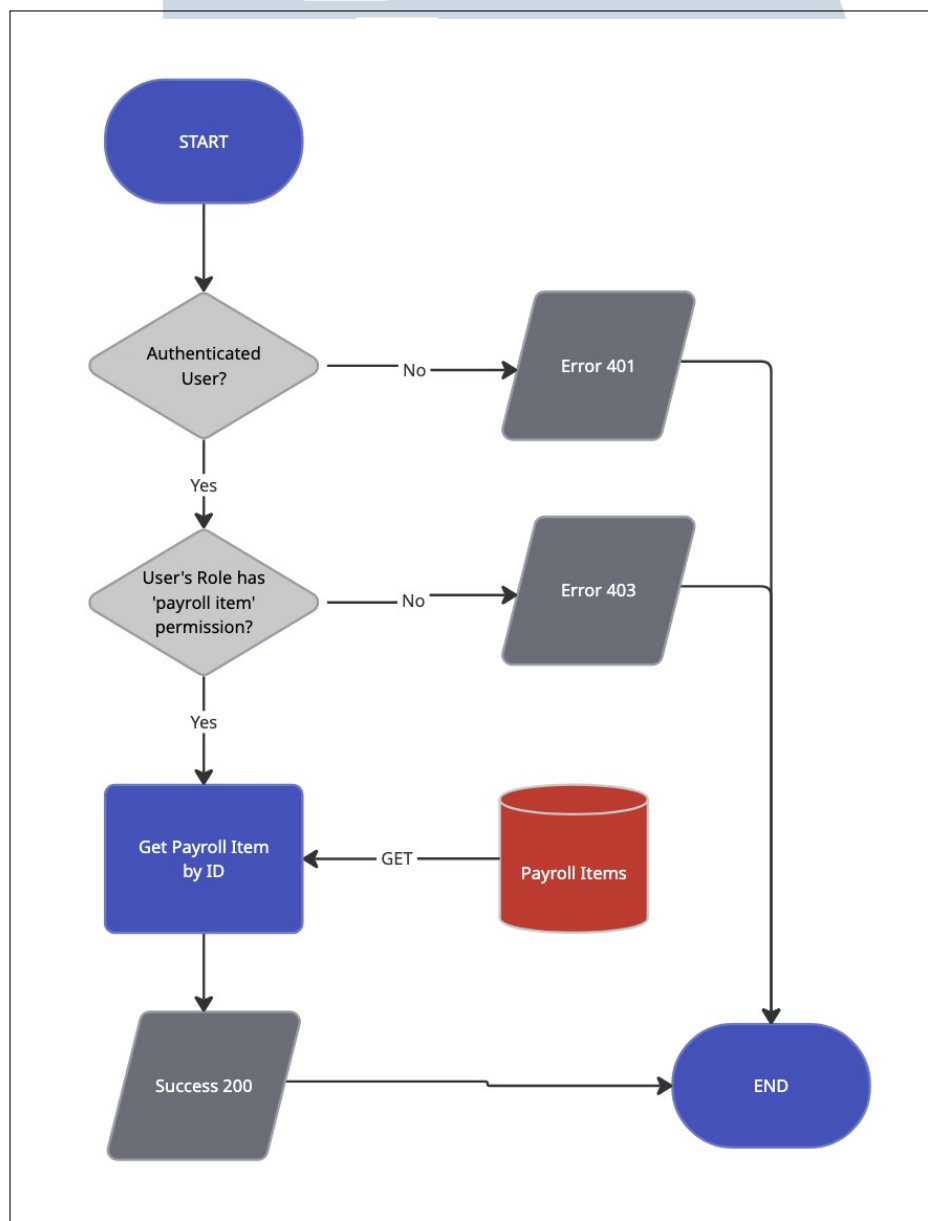 START
Authenticated
User?
No
Error 401
Yes
User's Role has
'payroll item'
permission?
No
Error 403
Yes
Get Payroll Item
by ID
GET
Payroll Items
Success 200
END